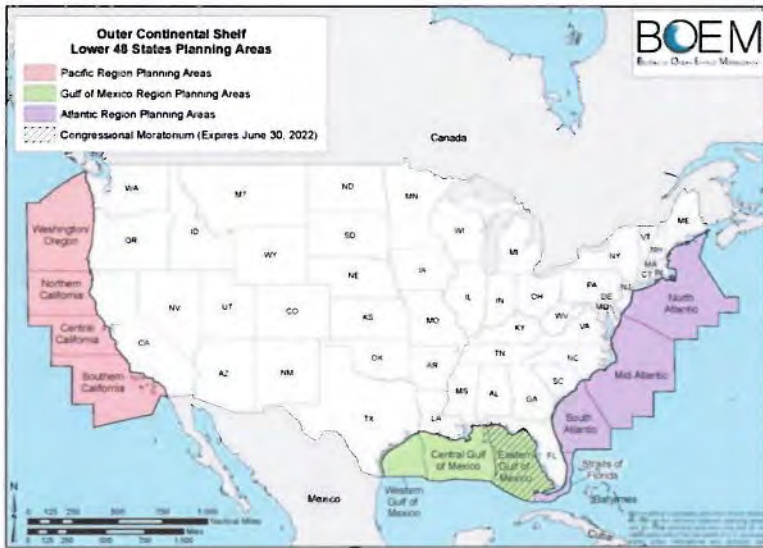 Outer Continental Shelf
Lower 48 States Planning Areas
Pacific Region Planning Areas
Gulf of Mexico Region Planning Areas
Atlantic Region Planning Areas
Congressional Moratorium (Expires June 30, 2022)
BOEM
Canada
WA
MT
ND
MN
ME
Washington/
Oregon
OR
ID
SD
WI
MI
VT
NH
NY
MA
CT
RI
WY
Northern
California
NE
IA
PA
NJ
North
Atlantic
NV
UT
CO
IL
IN
OH
DE
MD
WV
VA
Central
California
CA
KS
MO
KY
NC
Mid-Atlantic
Southern
California
AZ
NM
OK
AR
TN
SC
MS
AL
GA
South
Atlantic
TX
LA
FL
Central Gulf
of Mexico
Eastern
Gulf of
Mexico
Straits of
Florida
Western
Gulf of
Mexico
Mexico
Bahamas
Cuba
N
Nautical Miles
Miles